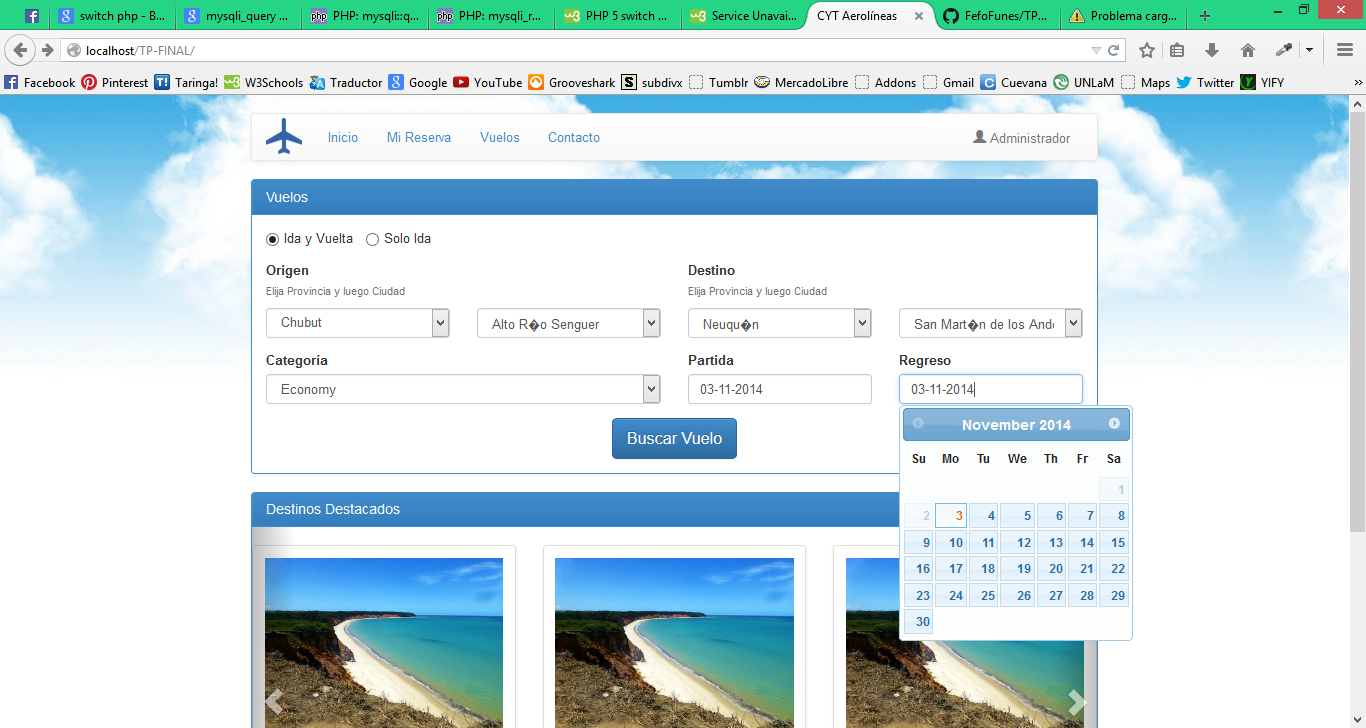 switch php - B...
mysqli_query ...
PHP: mysqli::q...
PHP: mysqli_r...
PHP 5 switch ...
Service Unavai...
CYT Aerolíneas
FefoFunes/TP...
Problema carg...
localhost/TP-FINAL/
Facebook Pinterest Taringa! W3Schools Traductor Google YouTube Grooveshark subdivx Tumblr MercadoLibre Addons Gmail Cuevana UNLaM Maps Twitter YIFY
Inicio Mi Reserva Vuelos Contacto Administrador
Vuelos
Ida y Vuelta Solo Ida
Origen Destino
Elija Provincia y luego Ciudad Elija Provincia y luego Ciudad
Chubut Alto R�o Senguer Neuqu�n San Mart�n de los Ande
Categoría Partida Regreso
Economy 03-11-2014 03-11-2014
Buscar Vuelo
November 2014
Su Mo Tu We Th Fr Sa
1
2 3 4 5 6 7 8
9 10 11 12 13 14 15
16 17 18 19 20 21 22
23 24 25 26 27 28 29
30
Destinos Destacados